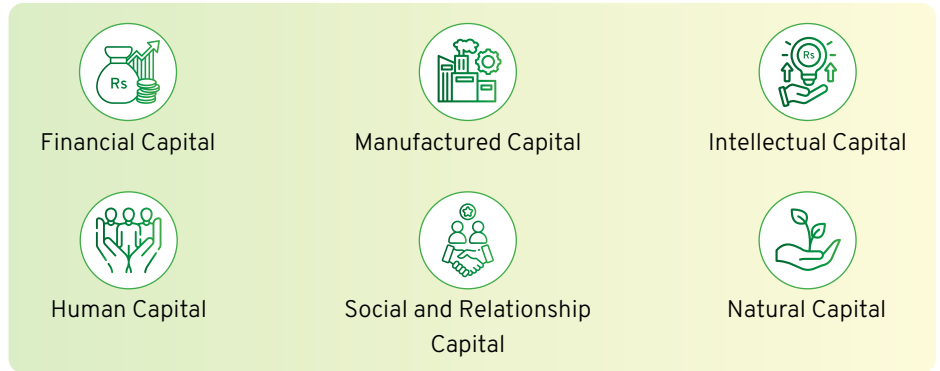 Rs
Rs
Financial Capital
Manufactured Capital
Intellectual Capital
Human Capital
Social and Relationship
Capital
Natural Capital